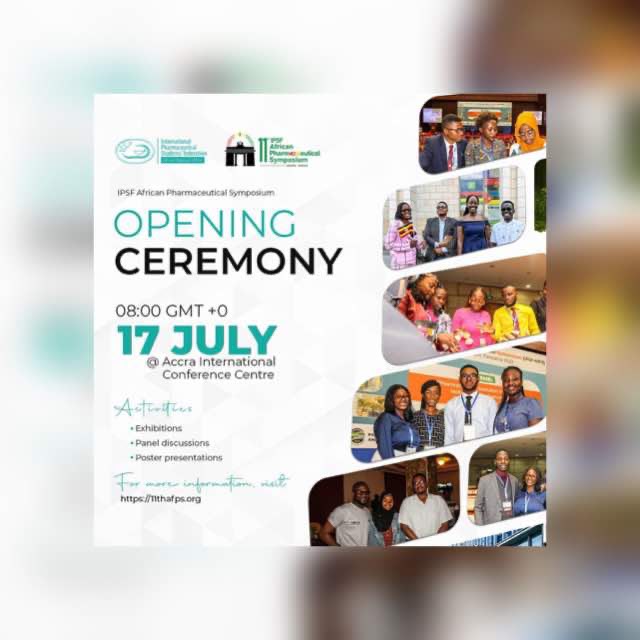 International
Pharmaceutical
Students' Federation
11th
IPSF
African
Pharmaceutical
Symposium
IPSF African Pharmaceutical Symposium
OPENING
CEREMONY
08:00 GMT +0
17 JULY
@ Accra International
Conference Centre
Activities
• Exhibitions
• Panel discussions
• Poster presentations
For more information, visit
https://11thafps.org